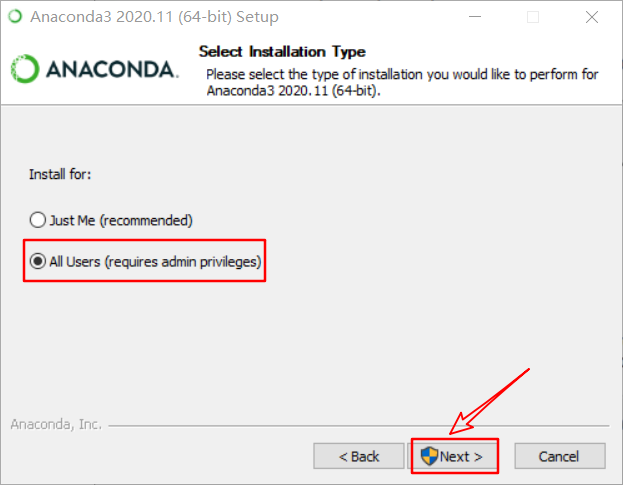 Anaconda3 2020.11 (64-bit) Setup
ANACONDA.
Select Installation Type
Please select the type of installation you would like to perform for
Anaconda3 2020.11 (64-bit).
Install for:
Just Me (recommended)
All Users (requires admin privileges)
Anaconda, Inc.
< Back
Next >
Cancel